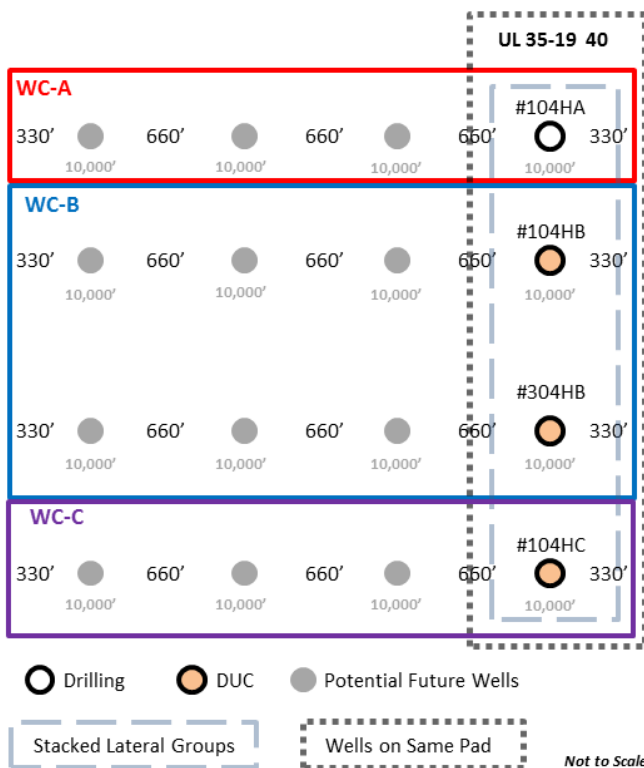 UL 35-19 40
WC-A
#104HA
330’ 660’ 660’ 660’ 330’
10,000’ 10,000’ 10,000’ 10,000’
WC-B
#104HB
330’ 660’ 660’ 660’ 330’
10,000’ 10,000’ 10,000’ 10,000’
#304HB
330’ 660’ 660’ 660’ 330’
10,000’ 10,000’ 10,000’ 10,000’
WC-C
#104HC
330’ 660’ 660’ 660’ 330’
10,000’ 10,000’ 10,000’ 10,000’
Drilling DUC Potential Future Wells
Stacked Lateral Groups Wells on Same Pad
Not to Scale